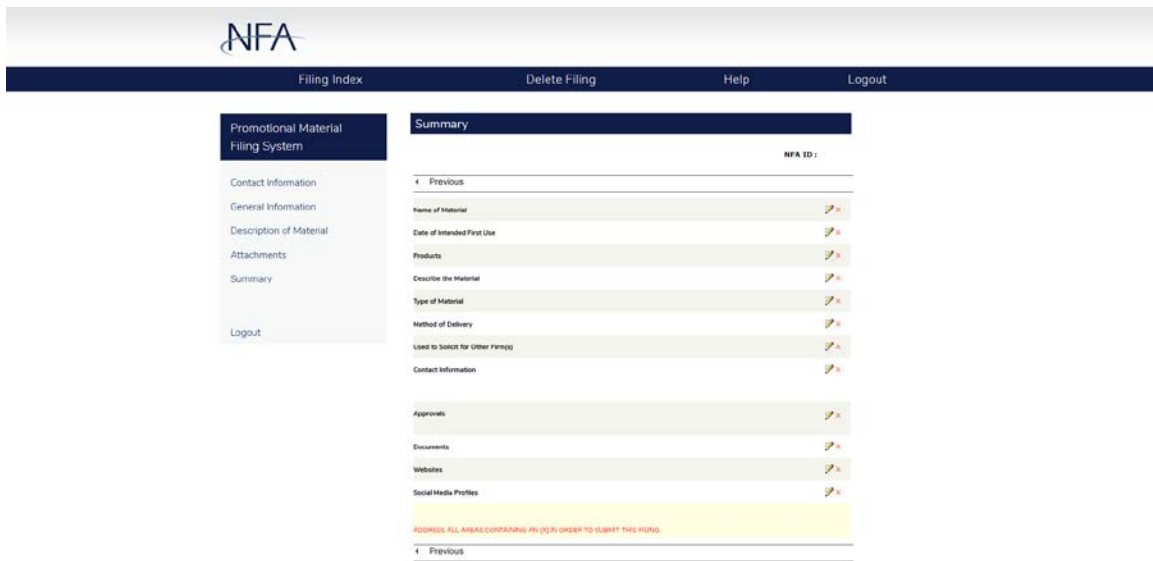 NFA
Filing Index Delete Filing Help Logout
Promotional Material
Filing System
Contact Information
General Information
Description of Material
Attachments
Summary
Logout
Summary
NFA ID :
Previous
Name of Material
Date of Intended First Use
Products
Describe the Material
Type of Material
Method of Delivery
Used to Solicit for Other Firm(s)
Contact Information
Approvals
Documents
Websites
Social Media Profiles
ADDRESS ALL AREAS CONTAINING AN [X] IN ORDER TO SUBMIT THIS FILING.
Previous